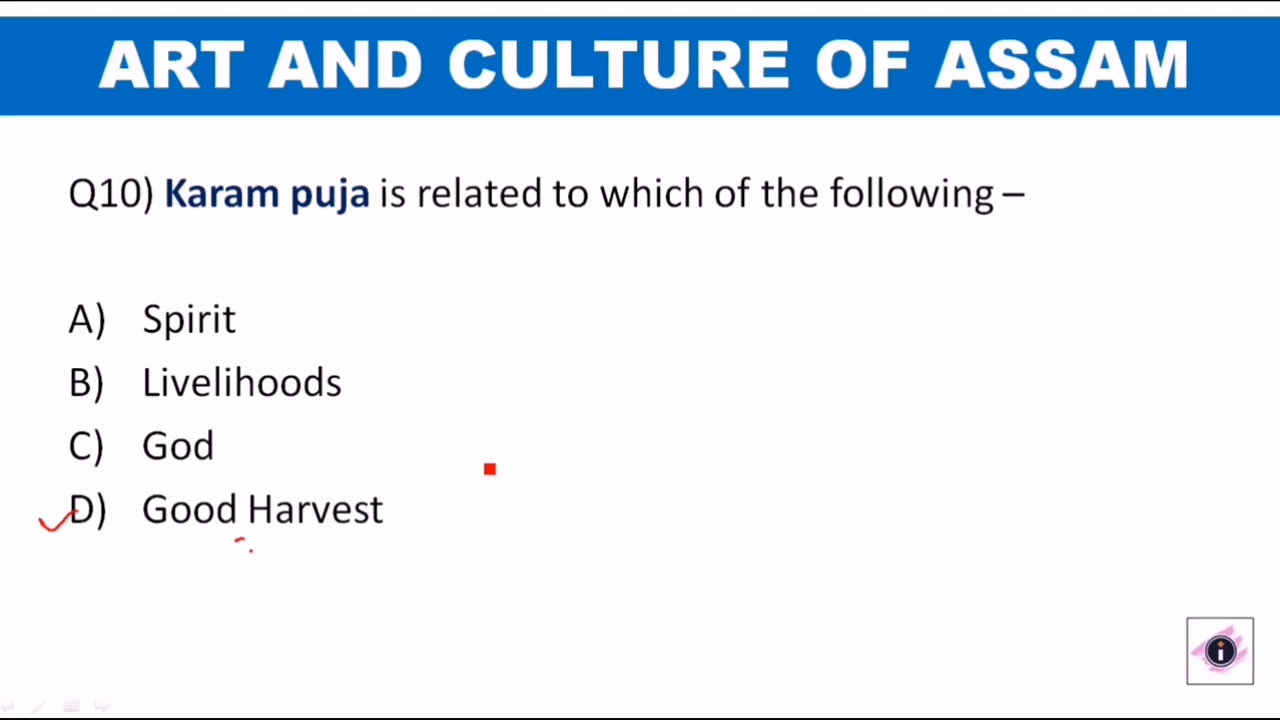 ART AND CULTURE OF ASSAM
Q10) Karam puja is related to which of the following –
A) Spirit
B) Livelihoods
C) God
D) Good Harvest
i